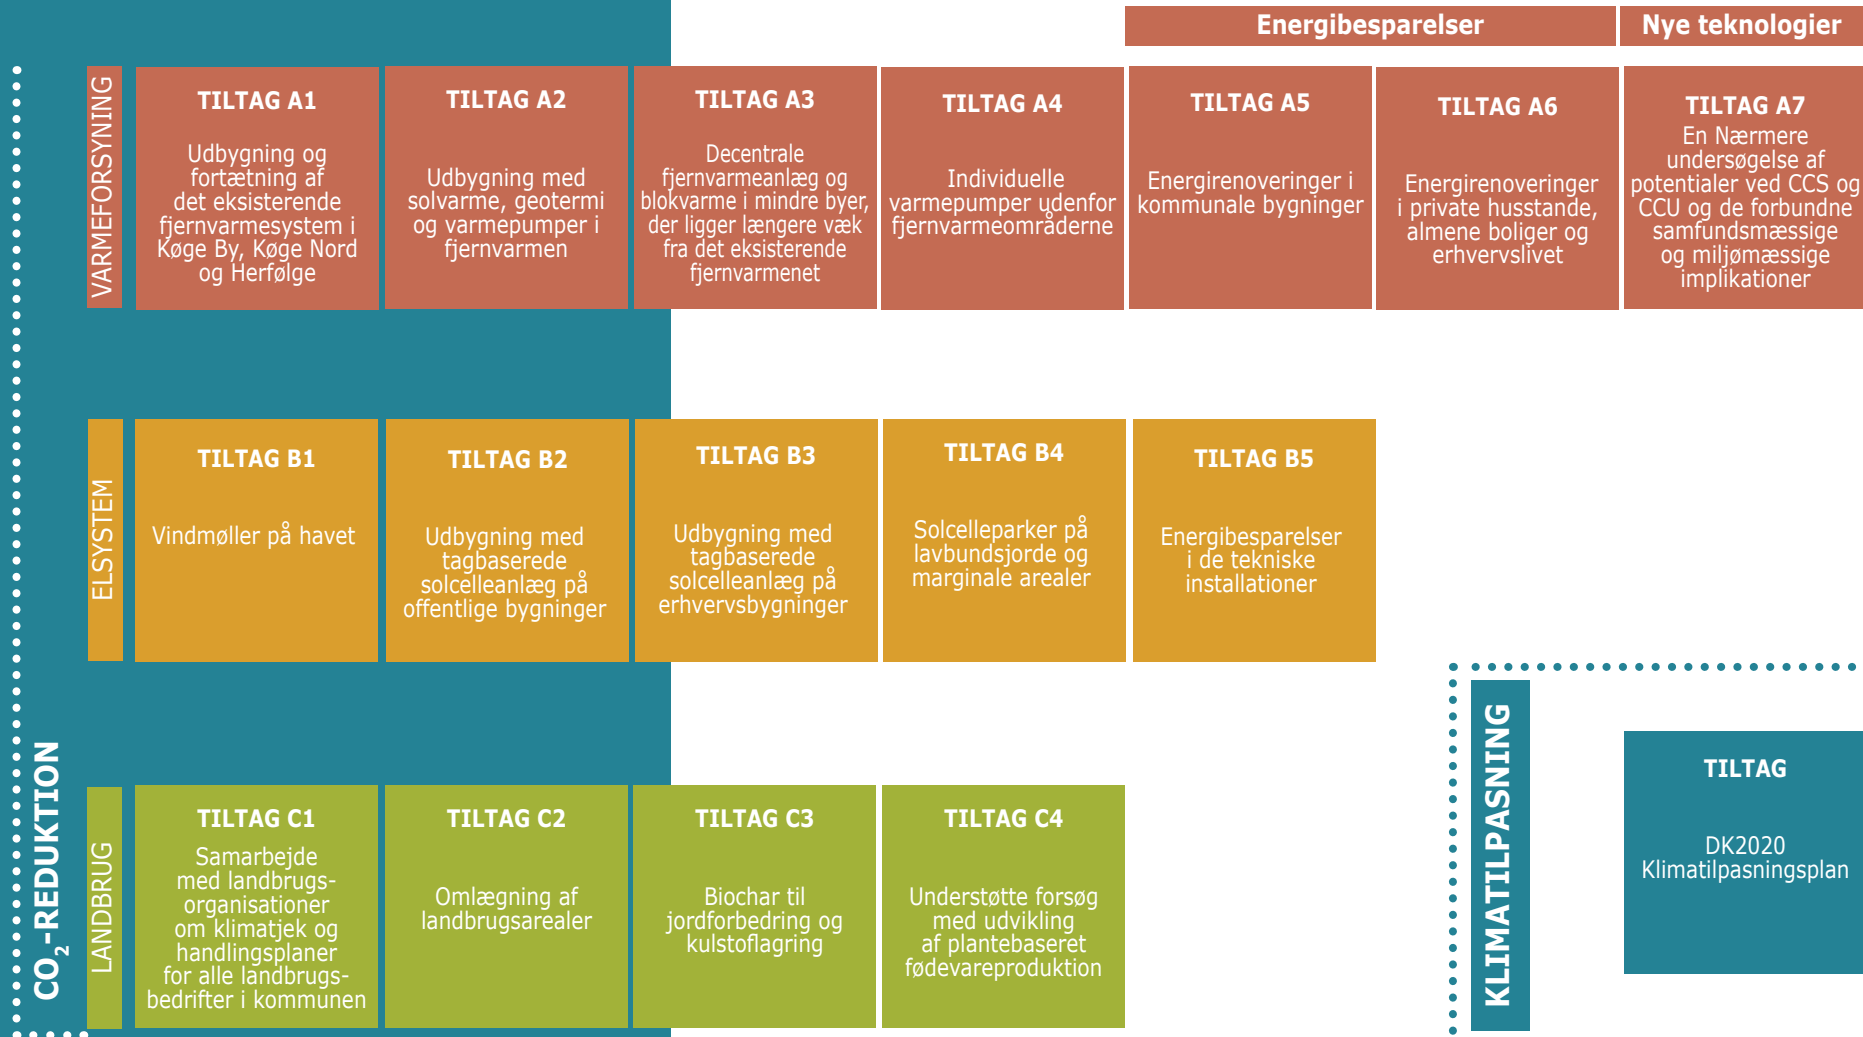 Energibesparelser
Nye teknologier
VARMEFORSYNING
TILTAG A1
Udbygning og
fortætning af
det eksisterende
fjernvarmesystem i
Køge By, Køge Nord
og Herfølge
TILTAG A2
Udbygning med
solvarme, geotermi
og varmepumper i
fjernvarmen
TILTAG A3
Decentrale
fjernvarmeanlæg og
blokvarme i mindre byer,
der ligger længere væk
fra det eksisterende
fjernvarmenet
TILTAG A4
Individuelle
varmepumper udenfor
fjernvarmeområderne
TILTAG A5
Energirenoveringer i
kommunale bygninger
TILTAG A6
Energirenoveringer
i private husstande,
almene boliger og
erhvervslivet
TILTAG A7
En Nærmere
undersøgelse af
potentialer ved CCS og
CCU og de forbundne
samfundsmæssige
og miljømæssige
implikationer
ELSYSTEM
TILTAG B1
Vindmøller på havet
TILTAG B2
Udbygning med
tagbaserede
solcelleanlæg på
offentlige bygninger
TILTAG B3
Udbygning med
tagbaserede
solcelleanlæg på
erhvervsbygninger
TILTAG B4
Solcelleparker på
lavbundsjorde og
marginale arealer
TILTAG B5
Energibesparelser
i de tekniske
installationer
CO₂-REDUKTION
LANDBRUG
TILTAG C1
Samarbejde
med landbrugs-
organisationer
om klimatjek og
handlingsplaner
for alle landbrugs-
bedrifter i kommunen
TILTAG C2
Omlægning af
landbrugsarealer
TILTAG C3
Biochar til
jordforbedring og
kulstoflagring
TILTAG C4
Understøtte forsøg
med udvikling
af plantebaseret
fødevareproduktion
KLIMATILPASNING
TILTAG
DK2020
Klimatilpasningsplan